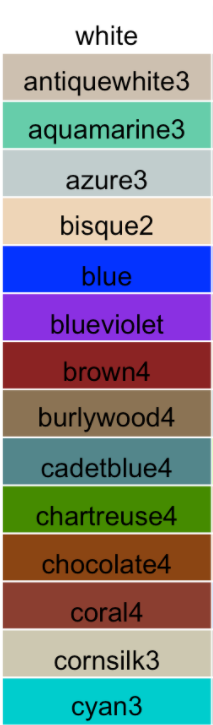 white
antiquewhite3
aquamarine3
azure3
bisque2
blue
blueviolet
brown4
burlywood4
cadetblue4
chartreuse4
chocolate4
coral4
cornsilk3
cyan3